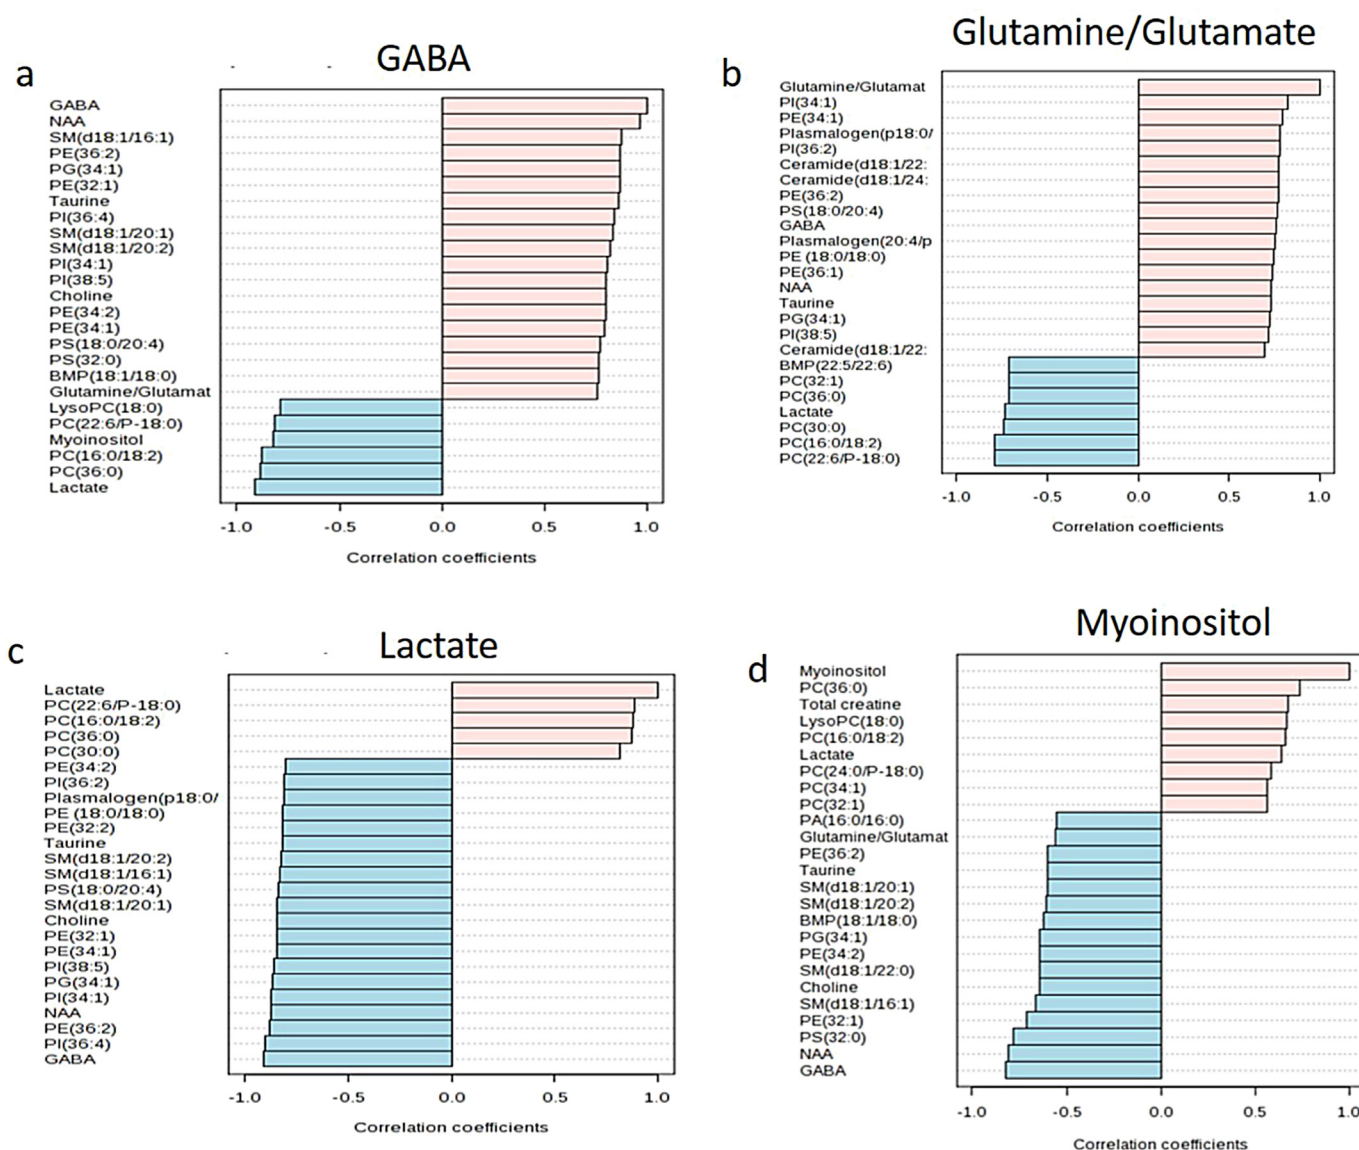 a
GABA
GABA
NAA
SM(d18:1/16:1)
PE(36:2)
PG(34:1)
PE(32:1)
Taurine
PI(36:4)
SM(d18:1/20:1)
SM(d18:1/20:2)
PI(34:1)
PI(38:5)
Choline
PE(34:2)
PE(34:1)
PS(18:0/20:4)
PS(32:0)
BMP(18:1/18:0)
Glutamine/Glutamat
LysoPC(18:0)
PC(22:6/P-18:0)
Myoinositol
PC(16:0/18:2)
PC(36:0)
Lactate
-1.0 -0.5 0.0 0.5 1.0
Correlation coefficients
b
Glutamine/Glutamate
Glutamine/Glutamat
PI(34:1)
PE(34:1)
Plasmalogen(p18:0/
PI(36:2)
Ceramide(d18:1/22:
Ceramide(d18:1/24:
PE(36:2)
PS(18:0/20:4)
GABA
Plasmalogen(20:4/p
PE (18:0/18:0)
PE(36:1)
NAA
Taurine
PG(34:1)
PI(38:5)
Ceramide(d18:1/22:
BMP(22:5/22:6)
PC(32:1)
PC(36:0)
Lactate
PC(30:0)
PC(16:0/18:2)
PC(22:6/P-18:0)
-1.0 -0.5 0.0 0.5 1.0
Correlation coefficients
c
Lactate
Lactate
PC(22:6/P-18:0)
PC(16:0/18:2)
PC(36:0)
PC(30:0)
PE(34:2)
PI(36:2)
Plasmalogen(p18:0/
PE (18:0/18:0)
PE(32:2)
Taurine
SM(d18:1/20:2)
SM(d18:1/16:1)
PS(18:0/20:4)
SM(d18:1/20:1)
Choline
PE(32:1)
PE(34:1)
PI(38:5)
PG(34:1)
PI(34:1)
NAA
PE(36:2)
PI(36:4)
GABA
-1.0 -0.5 0.0 0.5 1.0
Correlation coefficients
d
Myoinositol
Myoinositol
PC(36:0)
Total creatine
LysoPC(18:0)
PC(16:0/18:2)
Lactate
PC(24:0/P-18:0)
PC(34:1)
PC(32:1)
PA(16:0/16:0)
Glutamine/Glutamat
PE(36:2)
Taurine
SM(d18:1/20:1)
SM(d18:1/20:2)
BMP(18:1/18:0)
PG(34:1)
PE(34:2)
SM(d18:1/22:0)
Choline
SM(d18:1/16:1)
PE(32:1)
PS(32:0)
NAA
GABA
-1.0 -0.5 0.0 0.5 1.0
Correlation coefficients